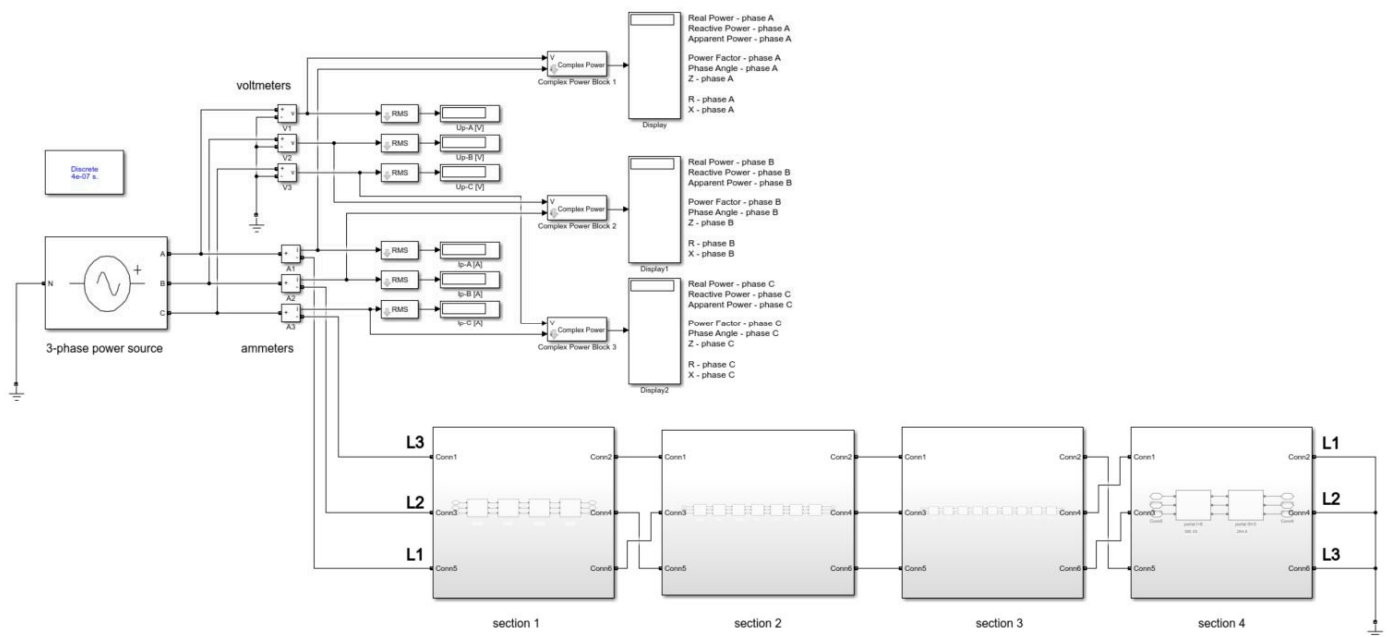 Real Power - phase A
Reactive Power - phase A
Apparent Power - phase A
Power Factor - phase A
Phase Angle - phase A
Z - phase A
R - phase A
X - phase A
V
I
Complex Power
Complex Power Block 1
Display
voltmeters
+
-
v
V1
RMS
Up-A [V]
+
-
v
V2
RMS
Up-B [V]
+
-
v
V3
RMS
Up-C [V]
Discrete
4e-07 s.
Real Power - phase B
Reactive Power - phase B
Apparent Power - phase B
Power Factor - phase B
Phase Angle - phase B
Z - phase B
R - phase B
X - phase B
V
I
Complex Power
Complex Power Block 2
Display1
N
+
A
B
C
3-phase power source
+
i
-
A1
RMS
Ip-A [A]
+
i
-
A2
RMS
Ip-B [A]
+
i
-
A3
RMS
Ip-C [A]
ammeters
Real Power - phase C
Reactive Power - phase C
Apparent Power - phase C
Power Factor - phase C
Phase Angle - phase C
Z - phase C
R - phase C
X - phase C
V
I
Complex Power
Complex Power Block 3
Display2
L3
L2
L1
Conn1
Conn3
Conn5
Conn2
Conn4
Conn6
section 1
Conn1
Conn3
Conn5
Conn2
Conn4
Conn6
section 2
Conn1
Conn3
Conn5
Conn2
Conn4
Conn6
section 3
Conn1
Conn3
Conn5
Conn2
Conn4
Conn6
section 4
L1
L2
L3